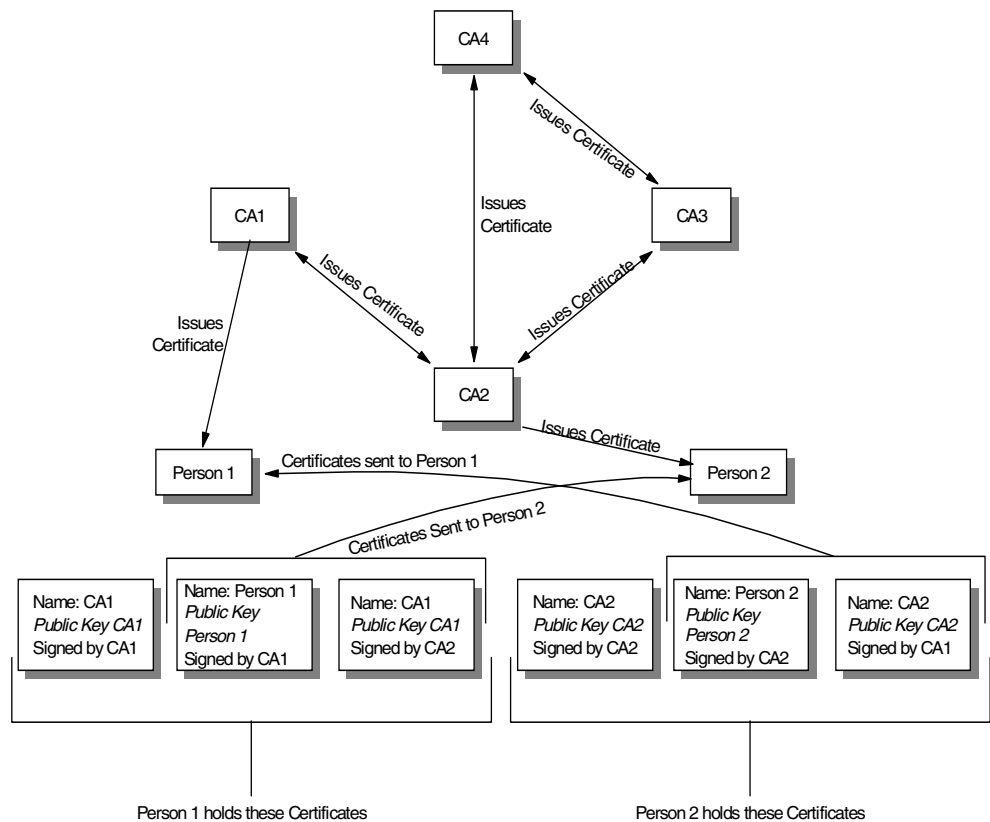 CA4
Issues Certificate
CA1
Issues
Certificate
CA3
Issues Certificate
Issues Certificate
Issues
Certificate
CA2
Issues Certificate
Person 1
Certificates sent to Person 1
Person 2
Certificates Sent to Person 2
Name: CA1
Public Key CA1
Signed by CA1
Name: Person 1
Public Key
Person 1
Signed by CA1
Name: CA1
Public Key CA1
Signed by CA2
Name: CA2
Public Key CA2
Signed by CA2
Name: Person 2
Public Key
Person 2
Signed by CA2
Name: CA2
Public Key CA2
Signed by CA1
Person 1 holds these Certificates
Person 2 holds these Certificates